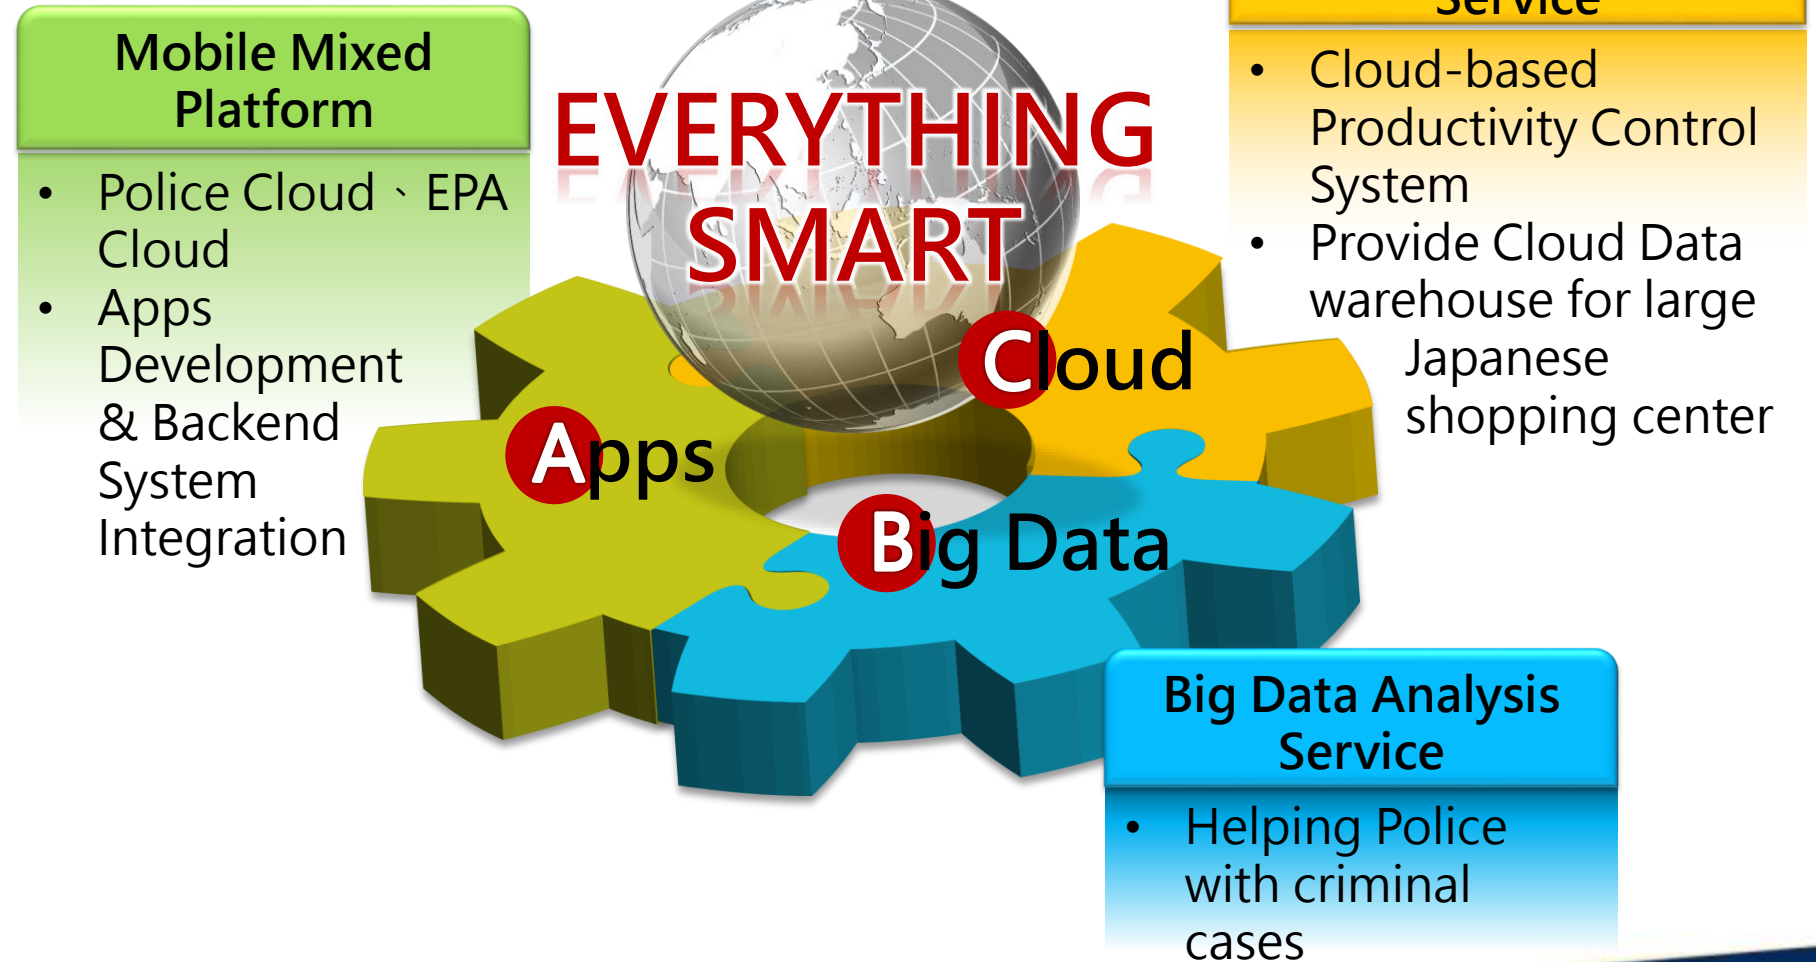 Mobile Mixed
Platform
• Police Cloud、EPA
Cloud
• Apps
Development
& Backend
System
Integration
EVERYTHING
SMART
Apps
Cloud
Big Data
Service
• Cloud-based
Productivity Control
System
• Provide Cloud Data
warehouse for large
Japanese
shopping center
Big Data Analysis
Service
• Helping Police
with criminal
cases